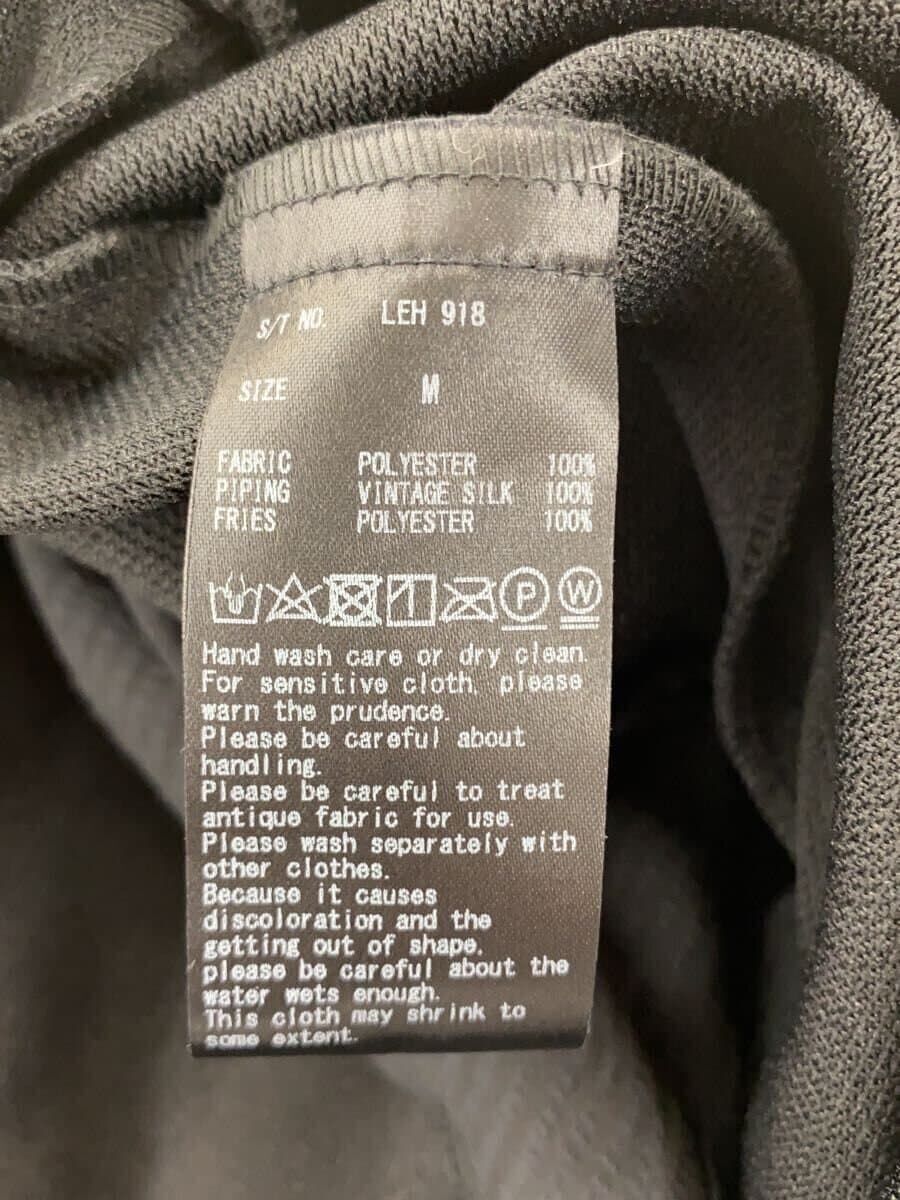 S/T NO. LEH 918
SIZE M
FABRIC POLYESTER 100%
PIPING VINTAGE SILK 100%
FRIES POLYESTER 100%
P W
Hand wash care or dry clean.
For sensitive cloth, please
warn the prudence.
Please be careful about
handling.
Please be careful to treat
antique fabric for use.
Please wash separately with
other clothes.
Because it causes
discoloration and the
getting out of shape.
please be careful about the
water wets enough.
This cloth may shrink to
some extent.